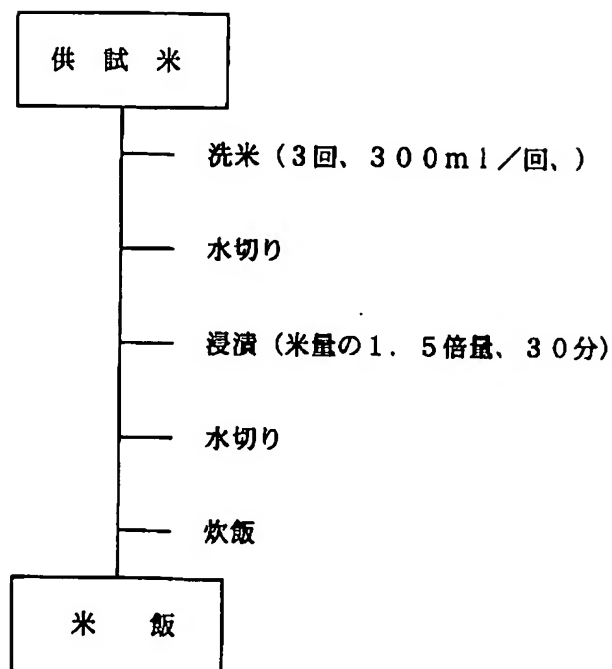 供 試 米
洗米（3回、３００ｍｌ／回、）
水切り
浸漬（米量の１．５倍量、３０分）
水切り
炊飯
米 飯